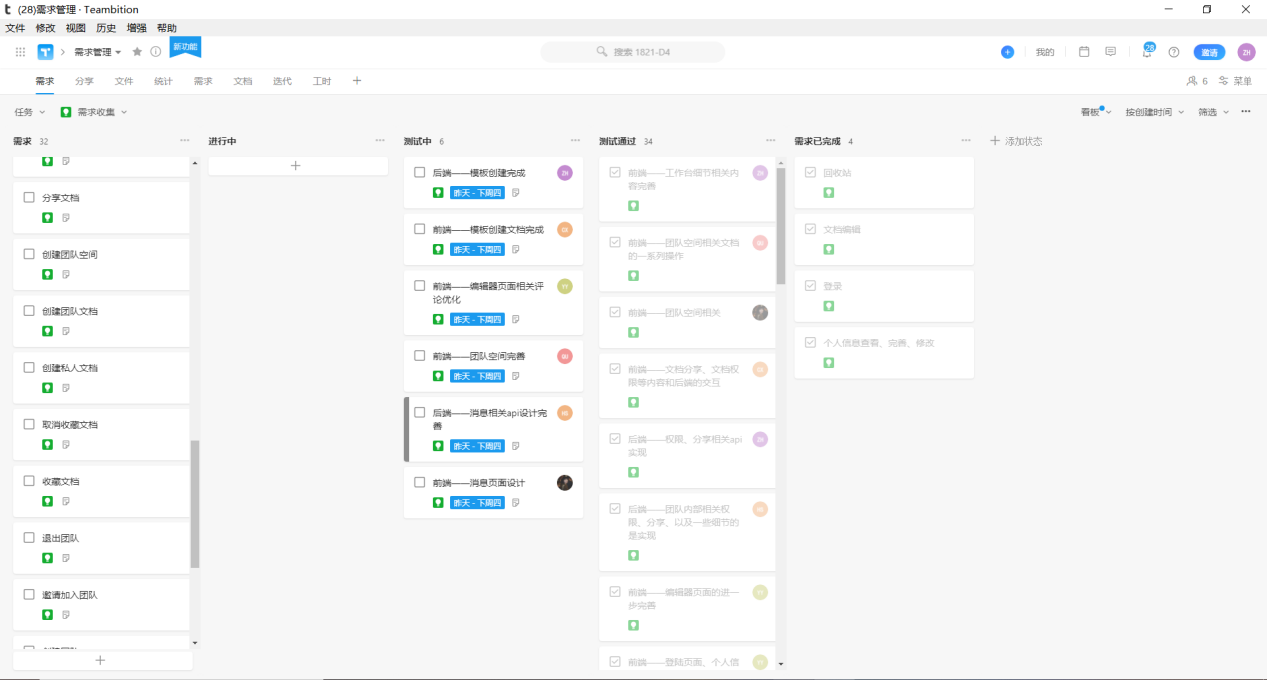 (28)需求管理 · Teambition
文件 修改 视图 历史 增强 帮助
需求管理
新功能
搜索 1821-D4
我的
28
邀请
ZH
需求 分享 文件 统计 需求 文档 迭代 工时
6 菜单
任务 需求收集
看板 按创建时间 筛选
需求 32
分享文档
创建团队空间
创建团队文档
创建私人文档
取消收藏文档
收藏文档
退出团队
邀请加入团队
进行中
测试中 6
后端——模板创建完成
ZH
昨天 - 下周四
前端——模板创建文档完成
昨天 - 下周四
前端——编辑器页面相关评
论优化
YY
昨天 - 下周四
前端——团队空间完善
昨天 - 下周四
后端——消息相关api设计完
善
昨天 - 下周四
前端——消息页面设计
昨天 - 下周四
测试通过 34
前端——工作台细节相关内
容完善
ZH
前端——团队空间相关文档
的一系列操作
前端——团队空间相关
前端——文档分享、文档权
限等内容和后端的交互
后端——权限、分享相关api
实现
ZH
后端——团队内部相关权
限、分享、以及一些细节的
是实现
前端——编辑器页面的进一
步完善
YY
前端——登陆页面、个人信
YY
需求已完成 4
回收站
文档编辑
登录
个人信息查看、完善、修改
添加状态